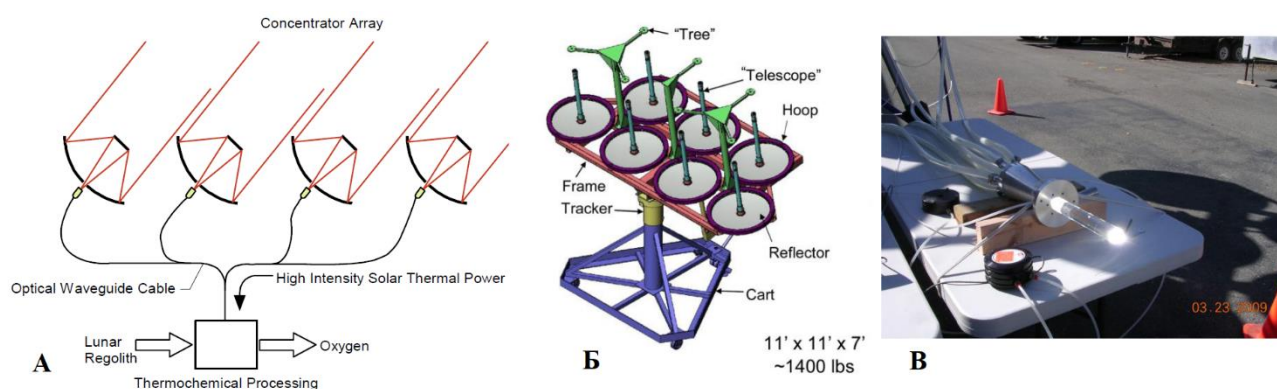 Concentrator Array
Optical Waveguide Cable
High Intensity Solar Thermal Power
Lunar
Regolith
Oxygen
Thermochemical Processing
А
"Tree"
"Telescope"
Hoop
Frame
Tracker
Reflector
Cart
11' x 11' x 7'
~1400 lbs
Б
03.23.2009
В